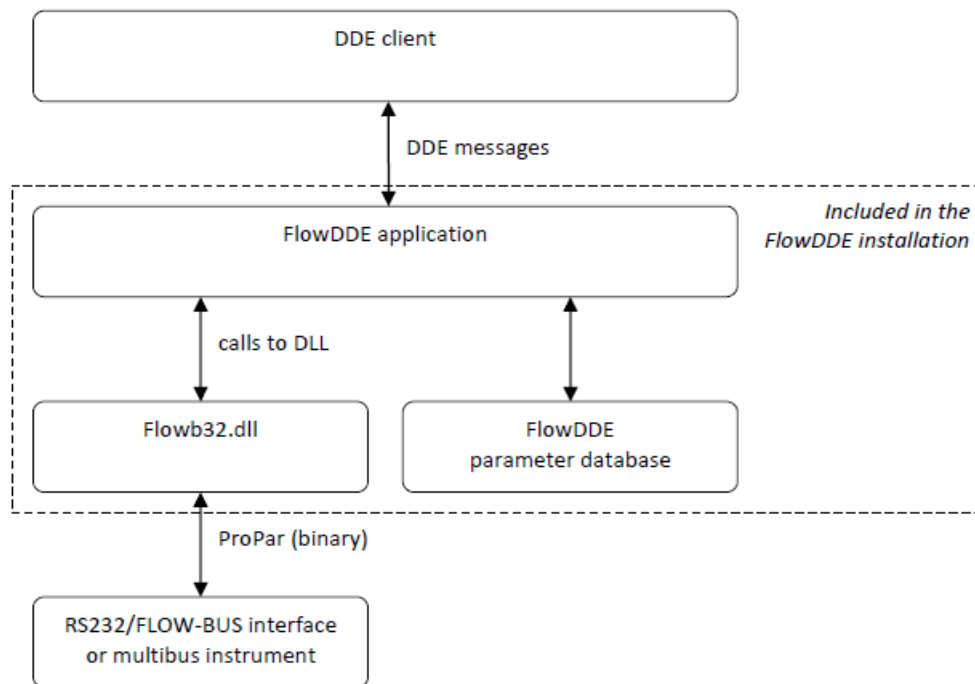 DDE client
DDE messages
Included in the
FlowDDE installation
FlowDDE application
calls to DLL
Flowb32.dll
FlowDDE
parameter database
ProPar (binary)
RS232/FLOW-BUS interface
or multibus instrument